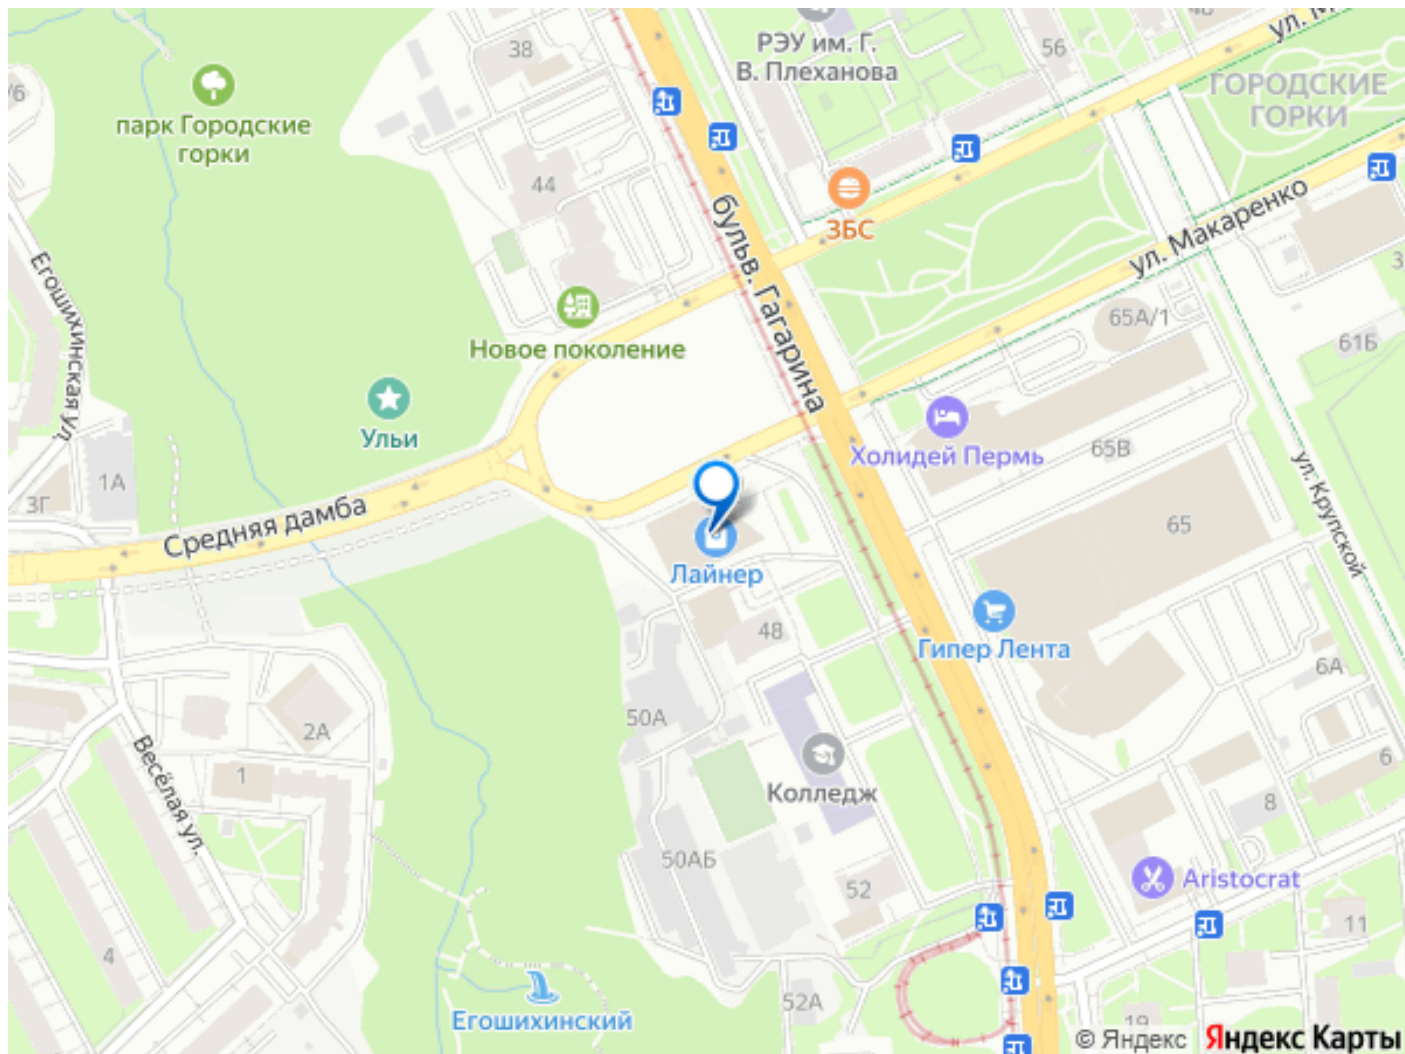 38
РЭУ им. Г.
В. Плеханова
56
ГОРОДСКИЕ
ГОРКИ
/6
парк Городские
горки
44
ЗБС
бульв. Гагарина
ул. Макаренко
Егошихинская ул.
Новое поколение
65А/1
61Б
Ульи
Холидей Пермь
65В
1А
3Г
Средняя дамба
65
ул. Крупской
Лайнер
48
Гипер Лента
6А
50А
2А
1
Весёлая ул.
Колледж
6
8
50АБ
52
Aristocrat
11
4
52А
19
Егошихинский
© Яндекс Яндекс Карты